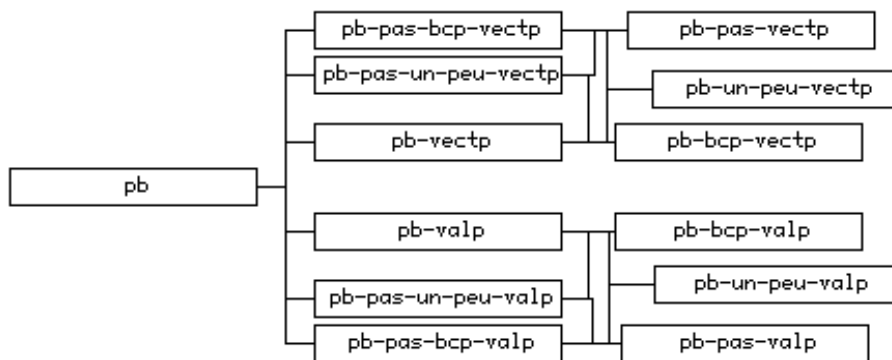 pb-pas-bcp-vectp
pb-pas-vectp
pb-pas-un-peu-vectp
pb-un-peu-vectp
pb-vectp
pb-bcp-vectp
pb
pb-valp
pb-bcp-valp
pb-un-peu-valp
pb-pas-un-peu-valp
pb-pas-bcp-valp
pb-pas-valp